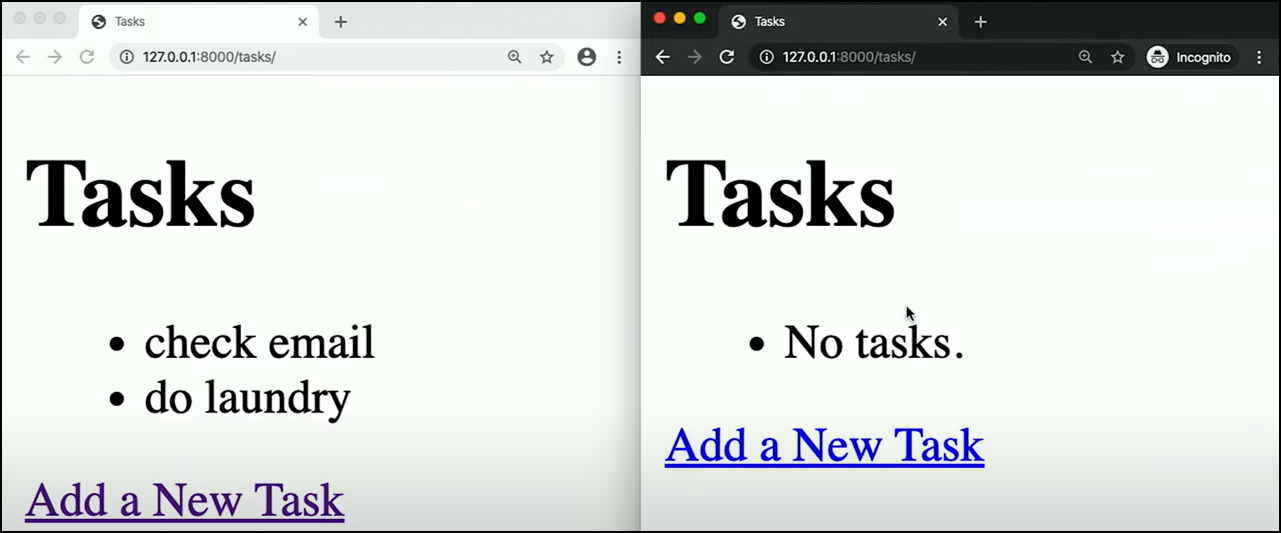 Tasks
127.0.0.1:8000/tasks/
Tasks
check email
do laundry
Add a New Task
Tasks
127.0.0.1:8000/tasks/
Incognito
Tasks
No tasks.
Add a New Task